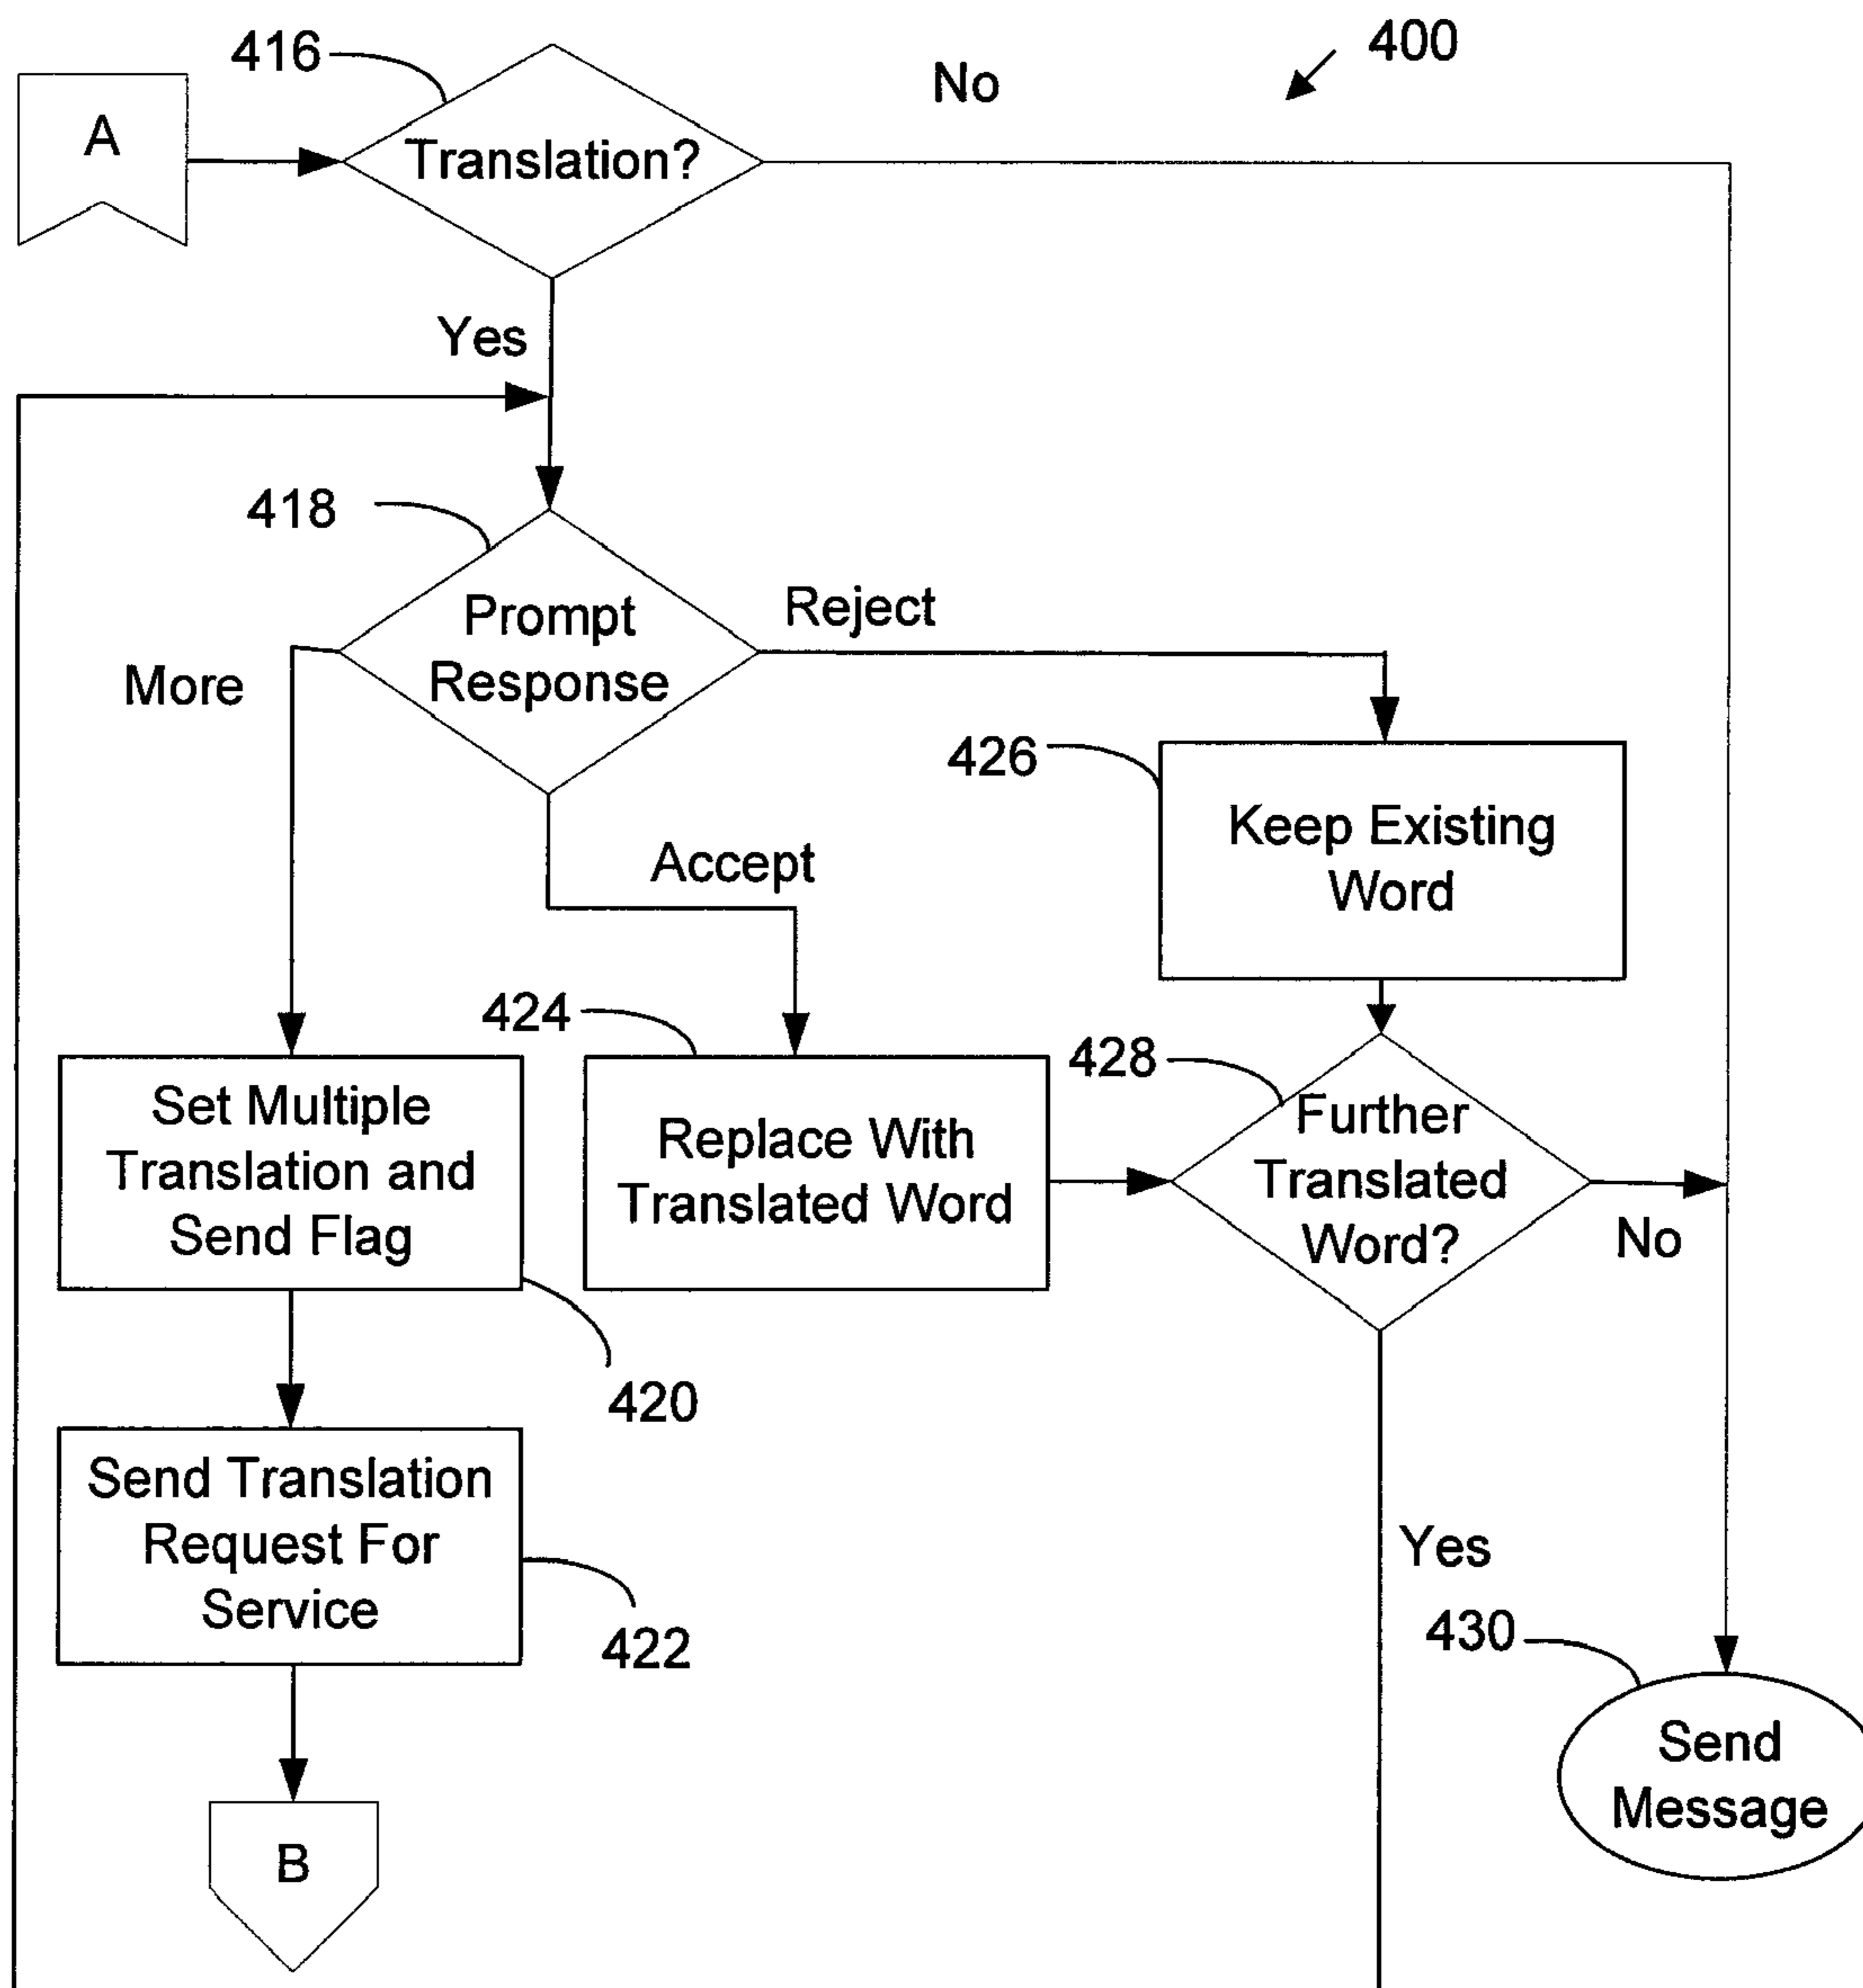 416
400
No
A
Translation?
Yes
418
Prompt
Response
Reject
More
426
Keep Existing
Word
Accept
424
428
Set Multiple
Translation and
Send Flag
Replace With
Translated Word
Further
Translated
Word?
No
420
Send Translation
Request For
Service
422
Yes
430
Send
Message
B